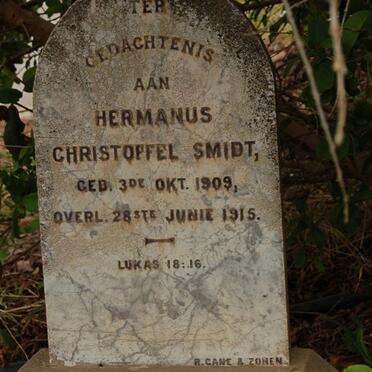 TER
GEDACHTENIS
AAN
HERMANUS
CHRISTOFFEL SMIDT,
GEB. 3DE OKT. 1909,
OVERL. 28STE JUNIE 1915.
LUKAS 18:16.
R. CANE & ZONEN